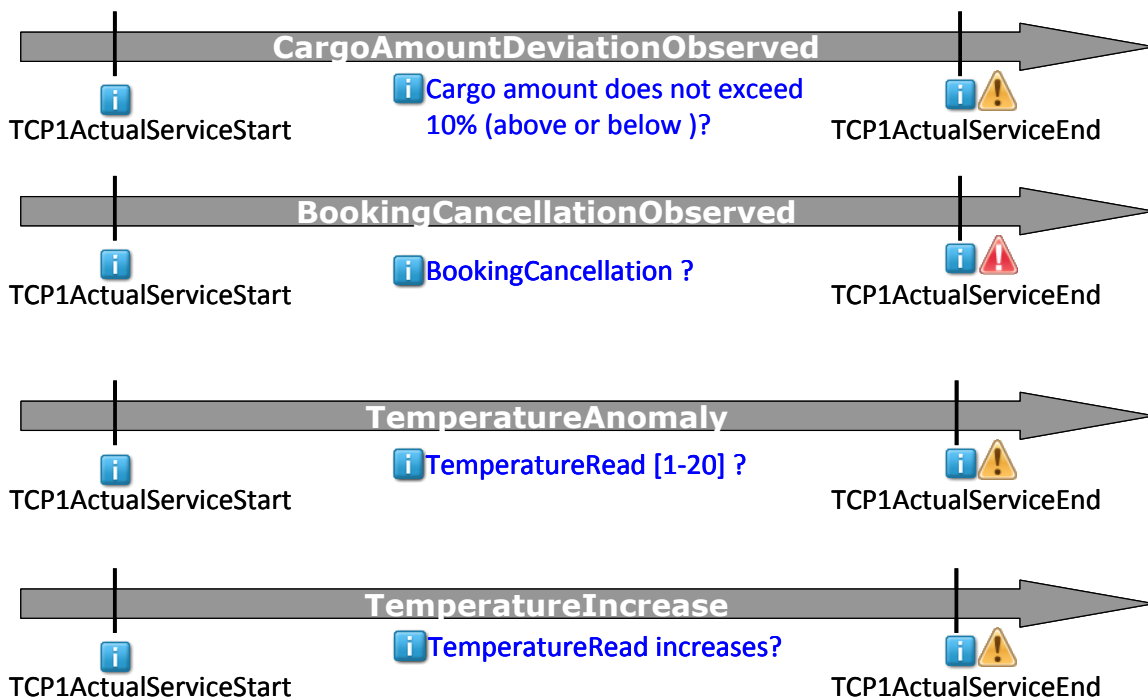 CargoAmountDeviationObserved
Cargo amount does not exceed
10% (above or below )?
TCP1ActualServiceStart
TCP1ActualServiceEnd
BookingCancellationObserved
BookingCancellation ?
TCP1ActualServiceStart
TCP1ActualServiceEnd
TemperatureAnomaly
TemperatureRead [1-20] ?
TCP1ActualServiceStart
TCP1ActualServiceEnd
TemperatureIncrease
TemperatureRead increases?
TCP1ActualServiceStart
TCP1ActualServiceEnd